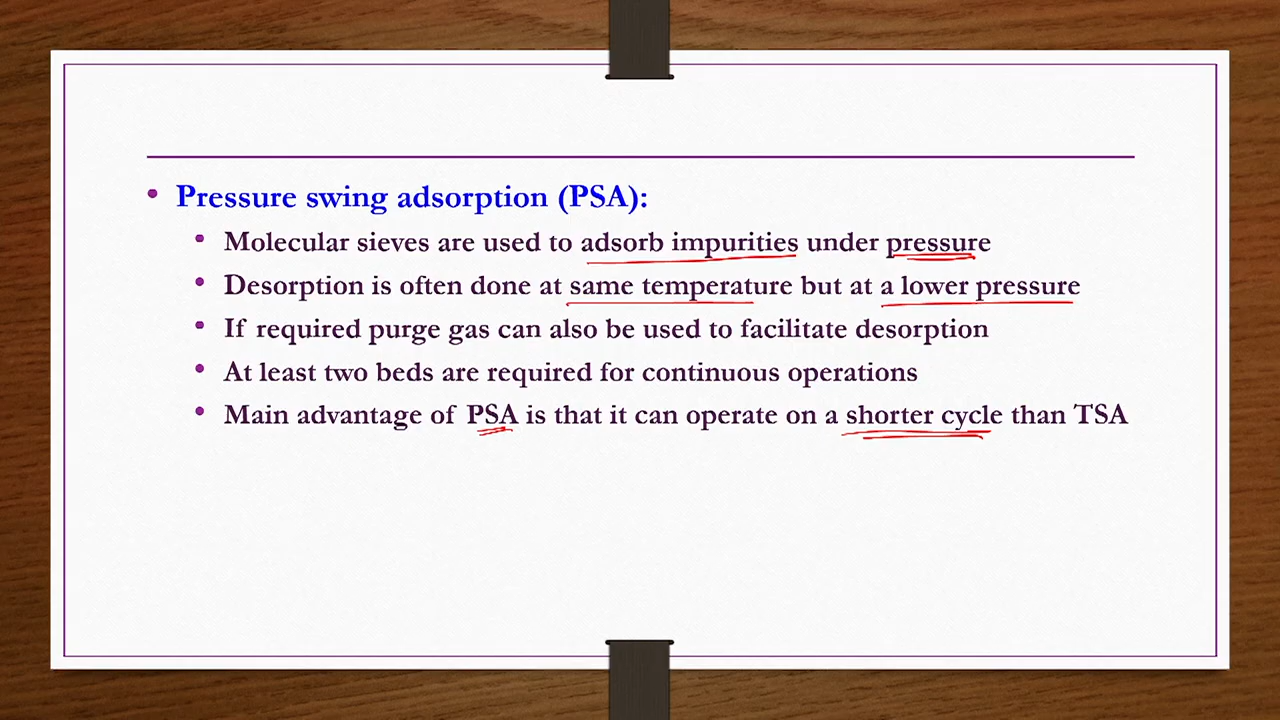 • Pressure swing adsorption (PSA):
• Molecular sieves are used to adsorb impurities under pressure
• Desorption is often done at same temperature but at a lower pressure
• If required purge gas can also be used to facilitate desorption
• At least two beds are required for continuous operations
• Main advantage of PSA is that it can operate on a shorter cycle than TSA